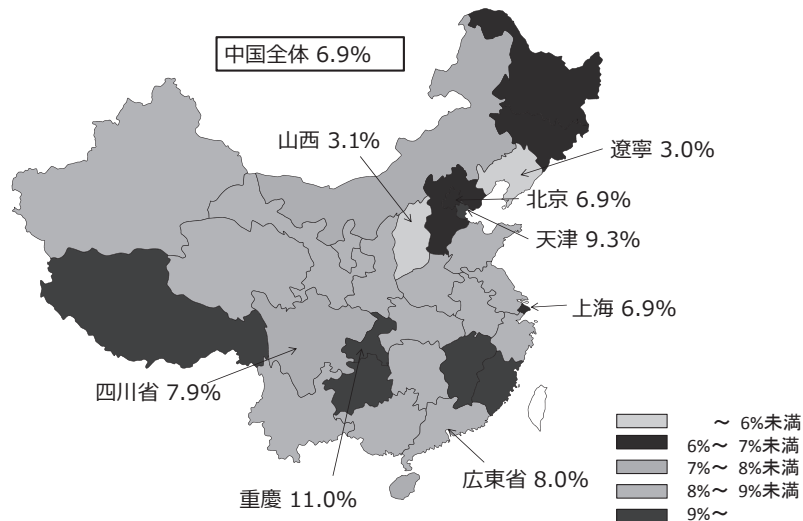 中国全体 6.9%
山西 3.1%
遼寧 3.0%
北京 6.9%
天津 9.3%
上海 6.9%
四川省 7.9%
重慶 11.0%
広東省 8.0%
～ 6%未満
6%～ 7%未満
7%～ 8%未満
8%～ 9%未満
9%～